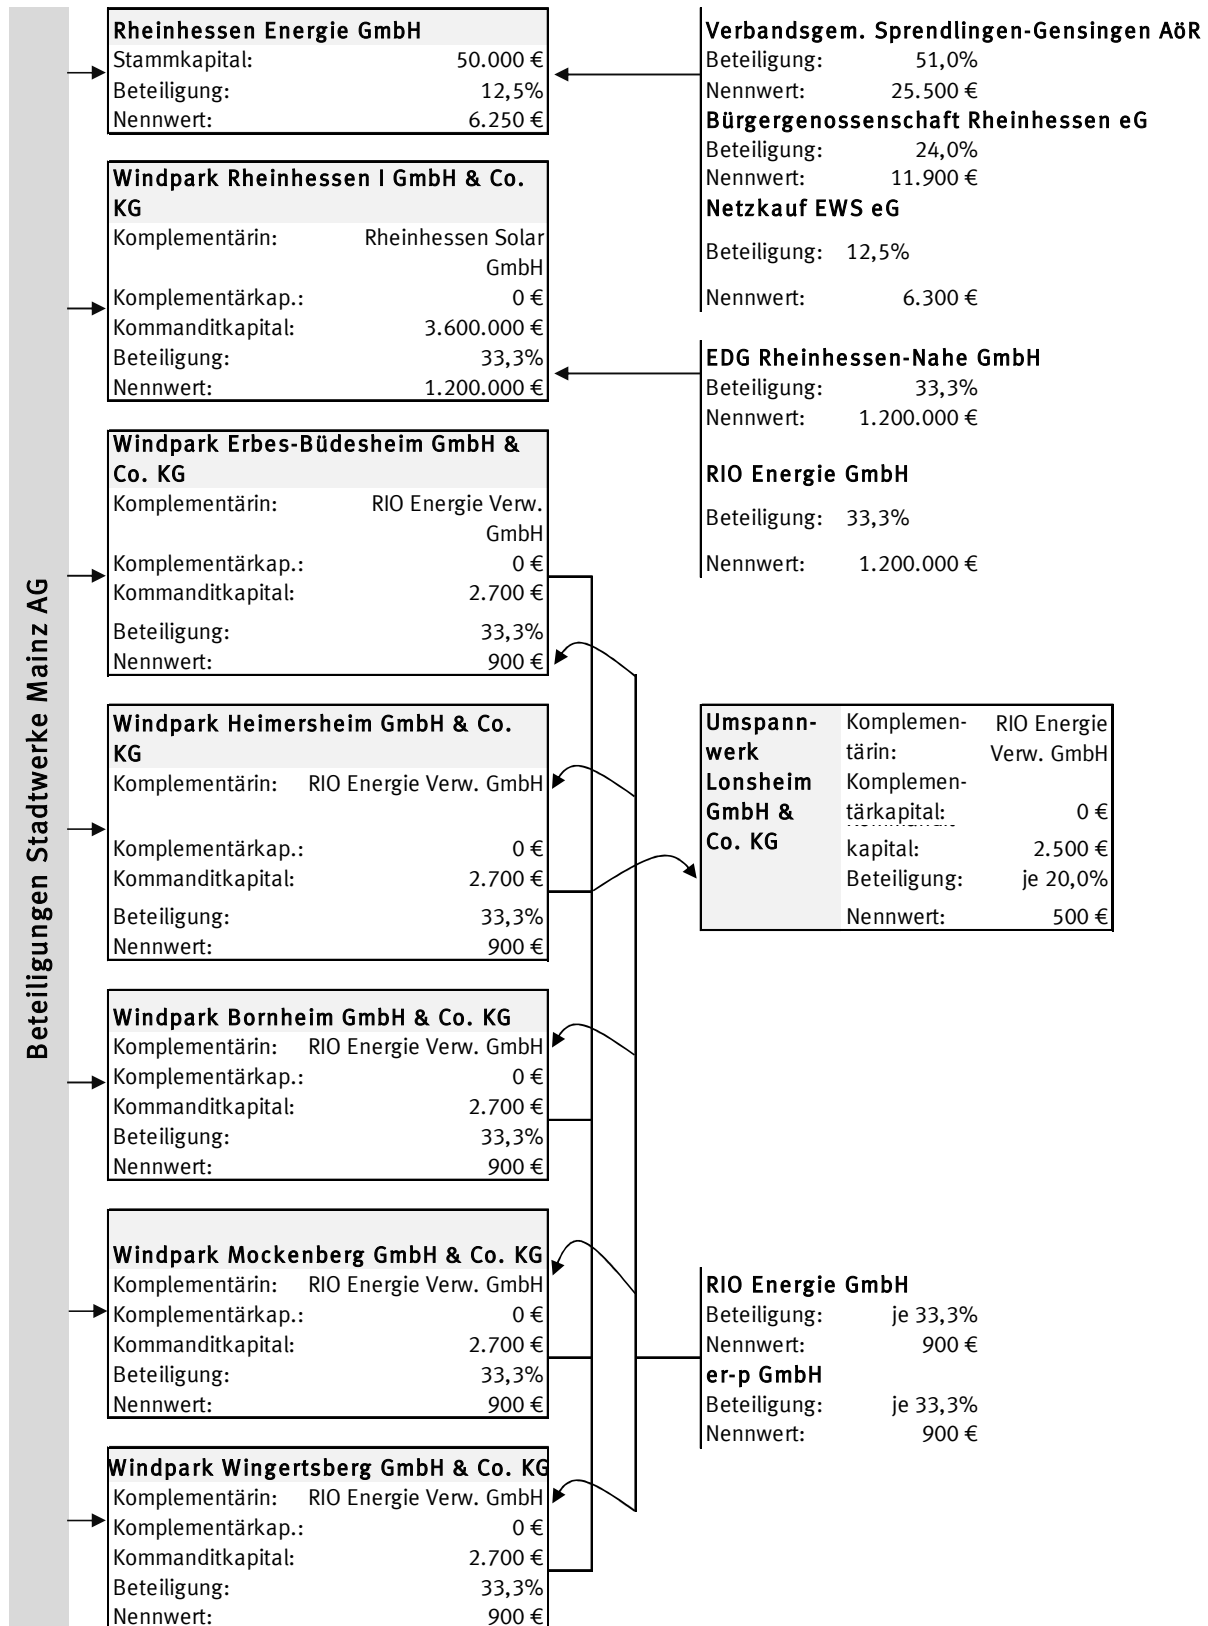 Beteiligungen Stadtwerke Mainz AG
Rheinhessen Energie GmbH
Stammkapital: 50.000 €
Beteiligung: 12,5%
Nennwert: 6.250 €
Windpark Rheinhessen I GmbH & Co.
KG
Komplementärin: Rheinhessen Solar
GmbH
Komplementärkap.: 0 €
Kommanditkapital: 3.600.000 €
Beteiligung: 33,3%
Nennwert: 1.200.000 €
Windpark Erbes-Büdesheim GmbH &
Co. KG
Komplementärin: RIO Energie Verw.
GmbH
Komplementärkap.: 0 €
Kommanditkapital: 2.700 €
Beteiligung: 33,3%
Nennwert: 900 €
Windpark Heimersheim GmbH & Co.
KG
Komplementärin: RIO Energie Verw. GmbH
Komplementärkap.: 0 €
Kommanditkapital: 2.700 €
Beteiligung: 33,3%
Nennwert: 900 €
Windpark Bornheim GmbH & Co. KG
Komplementärin: RIO Energie Verw. GmbH
Komplementärkap.: 0 €
Kommanditkapital: 2.700 €
Beteiligung: 33,3%
Nennwert: 900 €
Windpark Mockenberg GmbH & Co. KG
Komplementärin: RIO Energie Verw. GmbH
Komplementärkap.: 0 €
Kommanditkapital: 2.700 €
Beteiligung: 33,3%
Nennwert: 900 €
Windpark Wingertsberg GmbH & Co. KG
Komplementärin: RIO Energie Verw. GmbH
Komplementärkap.: 0 €
Kommanditkapital: 2.700 €
Beteiligung: 33,3%
Nennwert: 900 €
Verbandsgem. Sprendlingen-Gensingen AöR
Beteiligung: 51,0%
Nennwert: 25.500 €
Bürgergenossenschaft Rheinhessen eG
Beteiligung: 24,0%
Nennwert: 11.900 €
Netzkauf EWS eG
Beteiligung: 12,5%
Nennwert: 6.300 €
EDG Rheinhessen-Nahe GmbH
Beteiligung: 33,3%
Nennwert: 1.200.000 €
RIO Energie GmbH
Beteiligung: 33,3%
Nennwert: 1.200.000 €
Umspann-
werk
Lonsheim
GmbH &
Co. KG
Komplemen- RIO Energie
tärin: Verw. GmbH
Komplemen-
tärkapital: 0 €
kapital: 2.500 €
Beteiligung: je 20,0%
Nennwert: 500 €
RIO Energie GmbH
Beteiligung: je 33,3%
Nennwert: 900 €
er-p GmbH
Beteiligung: je 33,3%
Nennwert: 900 €